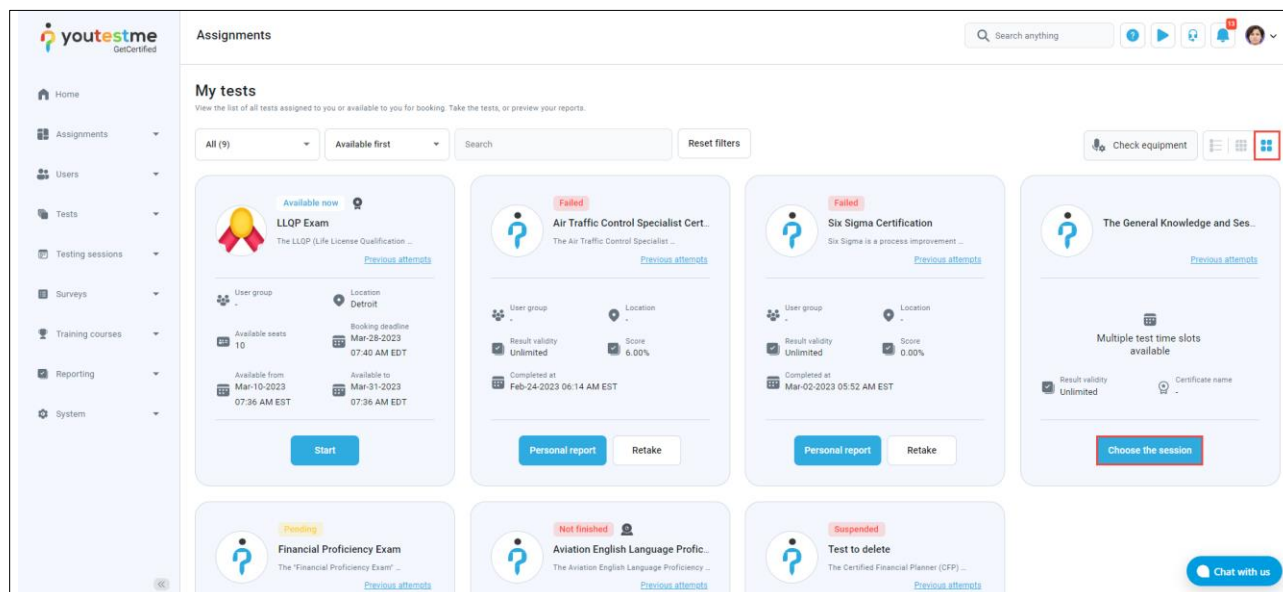 youtestme
GetCertified
Assignments
Search anything
13
Home
Assignments
Users
Tests
Testing sessions
Surveys
Training courses
Reporting
System
My tests
View the list of all tests assigned to you or available to you for booking. Take the tests, or preview your reports.
All (9)
Available first
Search
Reset filters
Check equipment
Available now
LLQP Exam
The LLQP (Life License Qualification ...
Previous attempts
User group
-
Location
Detroit
Available seats
10
Booking deadline
Mar-28-2023
07:40 AM EDT
Available from
Mar-10-2023
07:36 AM EST
Available to
Mar-31-2023
07:36 AM EDT
Start
Failed
Air Traffic Control Specialist Cert...
The Air Traffic Control Specialist ...
Previous attempts
User group
-
Location
-
Result validity
Unlimited
Score
6.00%
Completed at
Feb-24-2023 06:14 AM EST
Personal report
Retake
Failed
Six Sigma Certification
Six Sigma is a process improvement ...
Previous attempts
User group
-
Location
-
Result validity
Unlimited
Score
0.00%
Completed at
Mar-02-2023 05:52 AM EST
Personal report
Retake
The General Knowledge and Ses...
Previous attempts
Multiple test time slots
available
Result validity
Unlimited
Certificate name
-
Choose the session
Pending
Financial Proficiency Exam
The "Financial Proficiency Exam" ...
Previous attempts
Not finished
Aviation English Language Profic...
The Aviation English Language Proficiency ...
Previous attempts
Suspended
Test to delete
The Certified Financial Planner (CFP) ...
Previous attempts
Chat with us